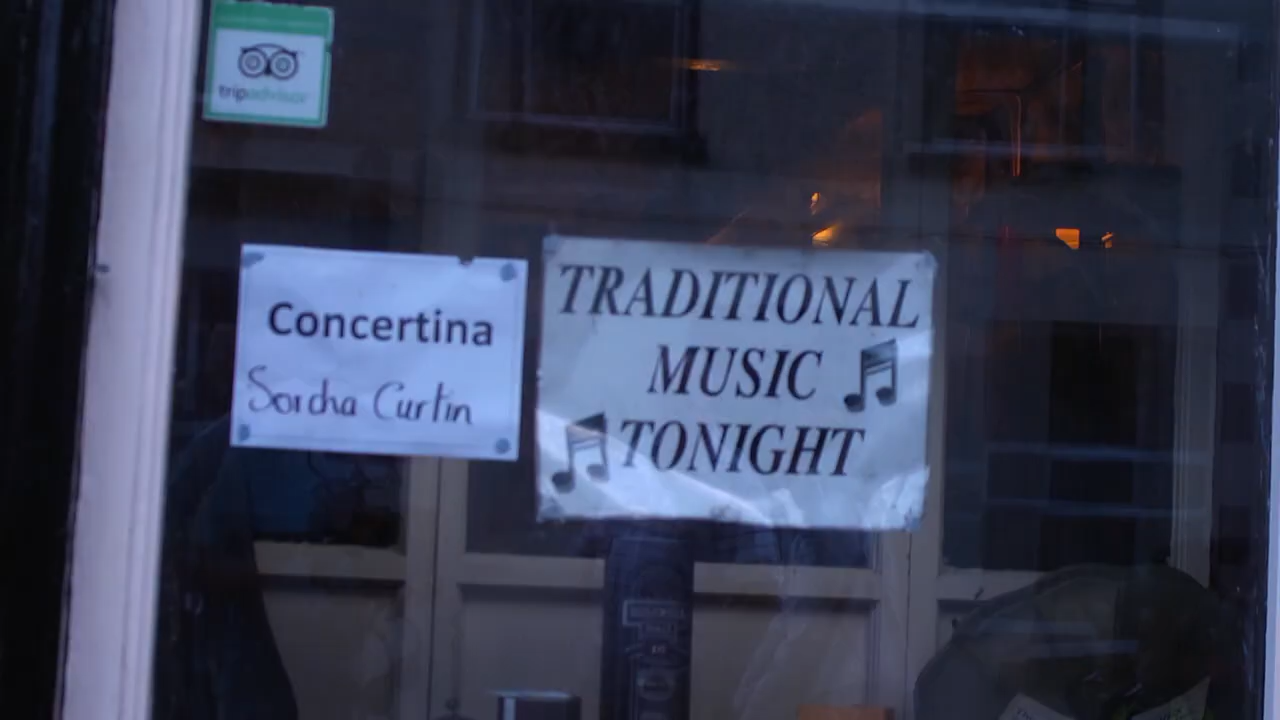 tripadvisor
Concertina
Sorcha Curtin
TRADITIONAL
MUSIC
TONIGHT